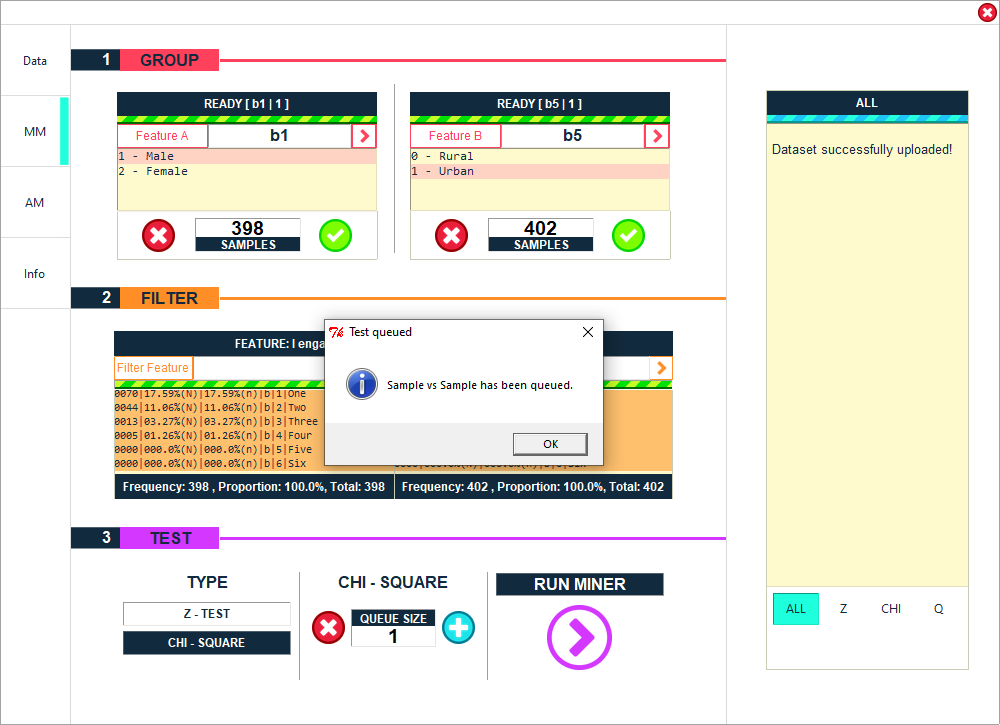 Data
MM
AM
Info
1 GROUP
READY [ b1 | 1 ]
Feature A b1
1 - Male
2 - Female
398
SAMPLES
READY [ b5 | 1 ]
Feature B b5
0 - Rural
1 - Urban
402
SAMPLES
2 FILTER
FEATURE: I enga
Filter Feature
0070|17.59%(N)|17.59%(n)|b|1|One
0044|11.06%(N)|11.06%(n)|b|2|Two
0013|03.27%(N)|03.27%(n)|b|3|Three
0005|01.26%(N)|01.26%(n)|b|4|Four
0000|000.0%(N)|000.0%(n)|b|5|Five
0000|000.0%(N)|000.0%(n)|b|6|Six
Frequency: 398 , Proportion: 100.0%, Total: 398
Frequency: 402 , Proportion: 100.0%, Total: 402
Test queued
Sample vs Sample has been queued.
OK
3 TEST
TYPE
Z - TEST
CHI - SQUARE
CHI - SQUARE
QUEUE SIZE
1
RUN MINER
ALL
Dataset successfully uploaded!
ALL Z CHI Q